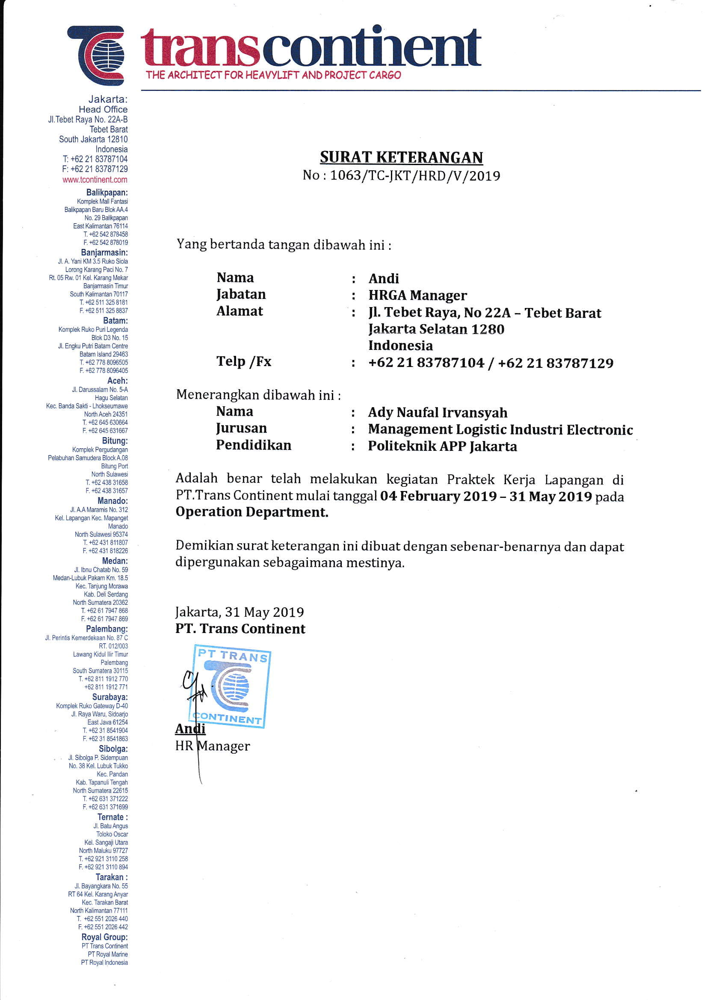 transcontinent
THE ARCHITECT FOR HEAVYLIFT AND PROJECT CARGO
Jakarta:
Head Office
Jl.Tebet Raya No. 22A-B
Tebet Barat
South Jakarta 12810
Indonesia
T: +62 21 83787104
F: +62 21 83787129
www.tcontinent.com
Balikpapan:
Komplek Mall Fantasi
Balikpapan Baru Blok AA.4
No. 29 Balikpapan
East Kalimantan 76114
T. +62 542 878458
F. +62 542 878019
Banjarmasin:
Jl. A. Yani KM 3.5 Ruko Siola
Lorong Karang Paci No. 7
Rt. 05 Rw. 01 Kel. Karang Mekar
Banjarmasin Timur
South Kalimantan 70117
T. +62 511 325 8181
F. +62 511 325 8837
Batam:
Komplek Ruko Puri Legenda
Blok D3 No. 15
Jl. Engku Putri Batam Centre
Batam Island 29463
T. +62 778 8096505
F. +62 778 8096405
Aceh:
Jl. Darussalam No. 5-A
Hagu Selatan
Kec. Banda Sakti - Lhokseumawe
North Aceh 24351
T. +62 645 630664
F. +62 645 631667
Bitung:
Komplek Pergudangan
Pelabuhan Samudera Block A.08
Bitung Port
North Sulawesi
T. +62 438 31658
F. +62 438 31657
Manado:
Jl. A.A Maramis No. 312
Kel. Lapangan Kec. Mapanget
Manado
North Sulawesi 95374
T. +62 431 811807
F. +62 431 818226
Medan:
Jl. Ibnu Chatab No. 59
Medan-Lubuk Pakam Km. 18.5
Kec. Tanjung Morawa
Kab. Deli Serdang
North Sumatera 20362
T. +62 61 7947 868
F. +62 61 7947 869
Palembang:
Jl. Perintis Kemerdekaan No. 87 C
RT. 012/003
Lawang Kidul Ilir Timur
Palembang
South Sumatera 30115
T. +62 811 1912 770
+62 811 1912 771
Surabaya:
Komplek Ruko Gateway D-40
Jl. Raya Waru, Sidoarjo
East Java 61254
T. +62 31 8541904
F. +62 31 8541863
Sibolga:
Jl. Sibolga P. Sidempuan
No. 38 Kel. Lubuk Tukko
Kec. Pandan
Kab. Tapanuli Tengah
North Sumatera 22615
T. +62 631 371222
F. +62 631 371699
Ternate :
Jl. Batu Angus
Toloko Oscar
Kel. Sangaji Utara
North Maluku 97727
T. +62 921 3110 258
F. +62 921 3110 894
Tarakan :
Jl. Bayangkara No. 55
RT 64 Kel. Karang Anyar
Kec. Tarakan Barat
North Kalimantan 77111
T. +62 551 2026 440
F. +62 551 2026 442
Royal Group:
PT Trans Continent
PT Royal Marine
PT Royal Indonesia
SURAT KETERANGAN
No : 1063/TC-JKT/HRD/V/2019
Yang bertanda tangan dibawah ini :
Nama : Andi
Jabatan : HRGA Manager
Alamat : Jl. Tebet Raya, No 22A – Tebet Barat
Jakarta Selatan 1280
Indonesia
Telp /Fx : +62 21 83787104 / +62 21 83787129
Menerangkan dibawah ini :
Nama : Ady Naufal Irvansyah
Jurusan : Management Logistic Industri Electronic
Pendidikan : Politeknik APP Jakarta
Adalah benar telah melakukan kegiatan Praktek Kerja Lapangan di
PT.Trans Continent mulai tanggal 04 February 2019 – 31 May 2019 pada
Operation Department.
Demikian surat keterangan ini dibuat dengan sebenar-benarnya dan dapat
dipergunakan sebagaimana mestinya.
Jakarta, 31 May 2019
PT. Trans Continent
PT TRANS
CONTINENT
Andi
HR Manager